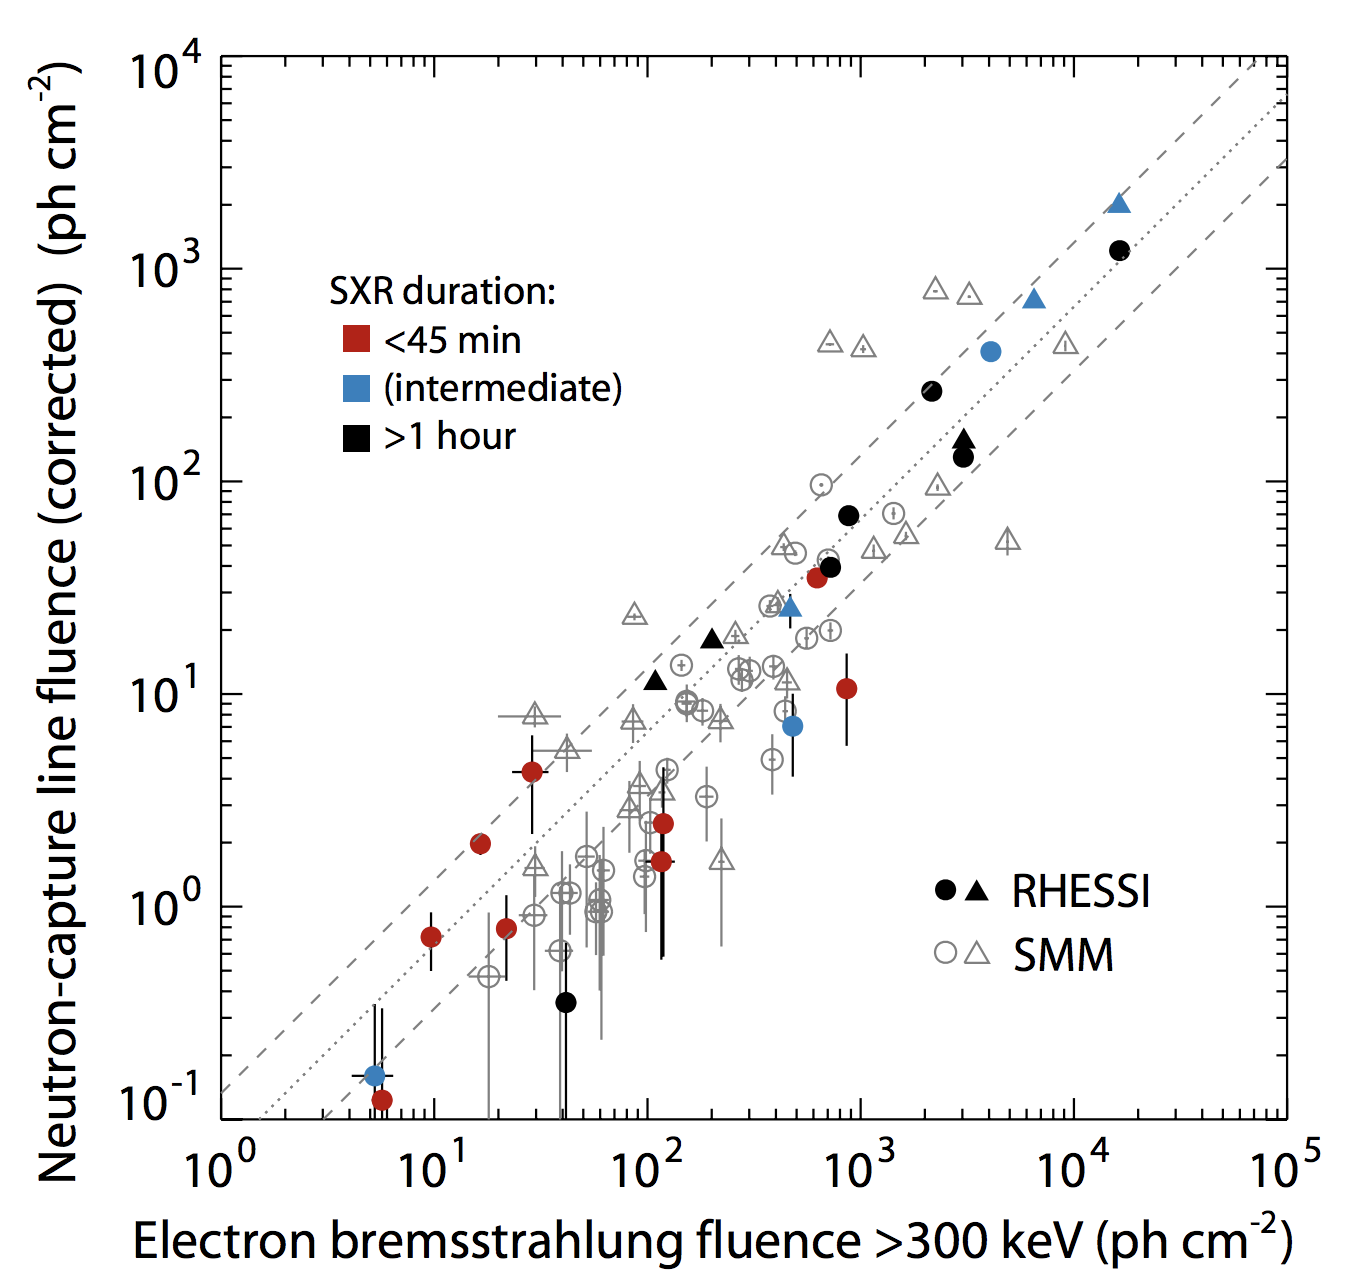 10^4
10^3
10^2
10^1
10^0
10^-1
Neutron-capture line fluence (corrected) (ph cm^-2)
SXR duration:
<45 min
(intermediate)
>1 hour
RHESSI
SMM
10^0 10^1 10^2 10^3 10^4 10^5
Electron bremsstrahlung fluence >300 keV (ph cm^-2)